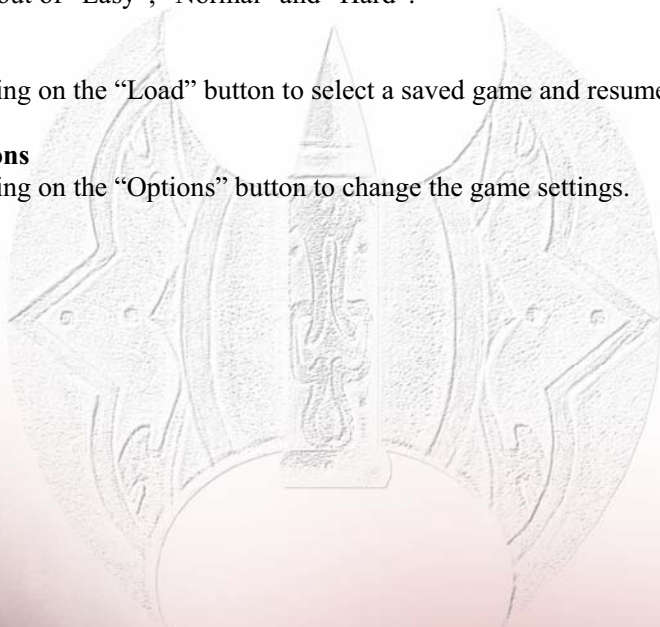 out of “Easy”, “Normal” and “Hard”.
ing on the “Load” button to select a saved game and resume
ons
ing on the “Options” button to change the game settings.